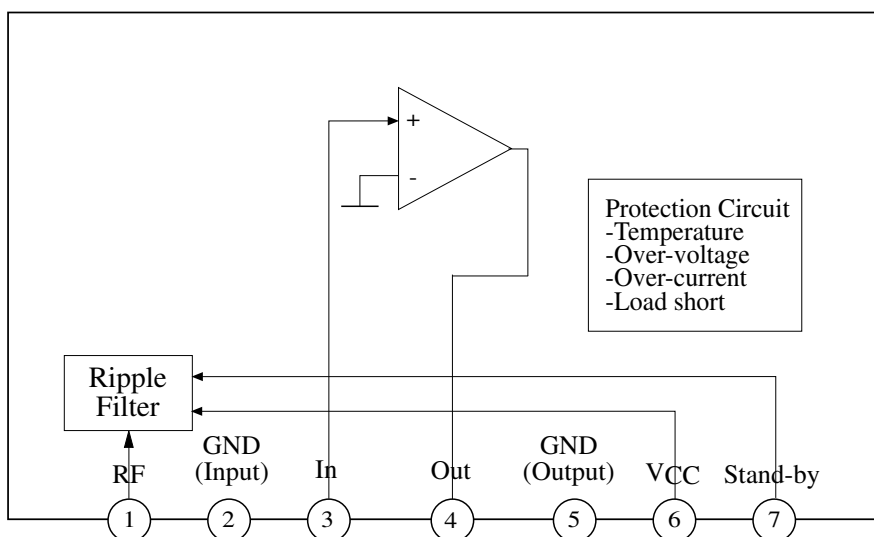 +
-
Protection Circuit
-Temperature
-Over-voltage
-Over-current
-Load short
Ripple
Filter
RF
GND
(Input)
In
Out
GND
(Output)
VCC
Stand-by
1
2
3
4
5
6
7